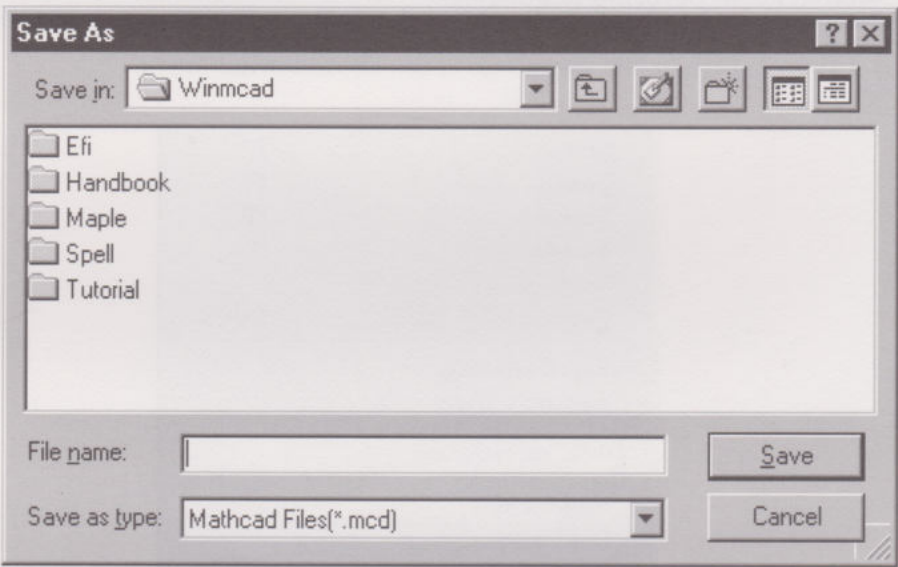 Save As
Save in: Winmcad
Efi
Handbook
Maple
Spell
Tutorial
File name: Save
Save as type: Mathcad Files(*.mcd) Cancel